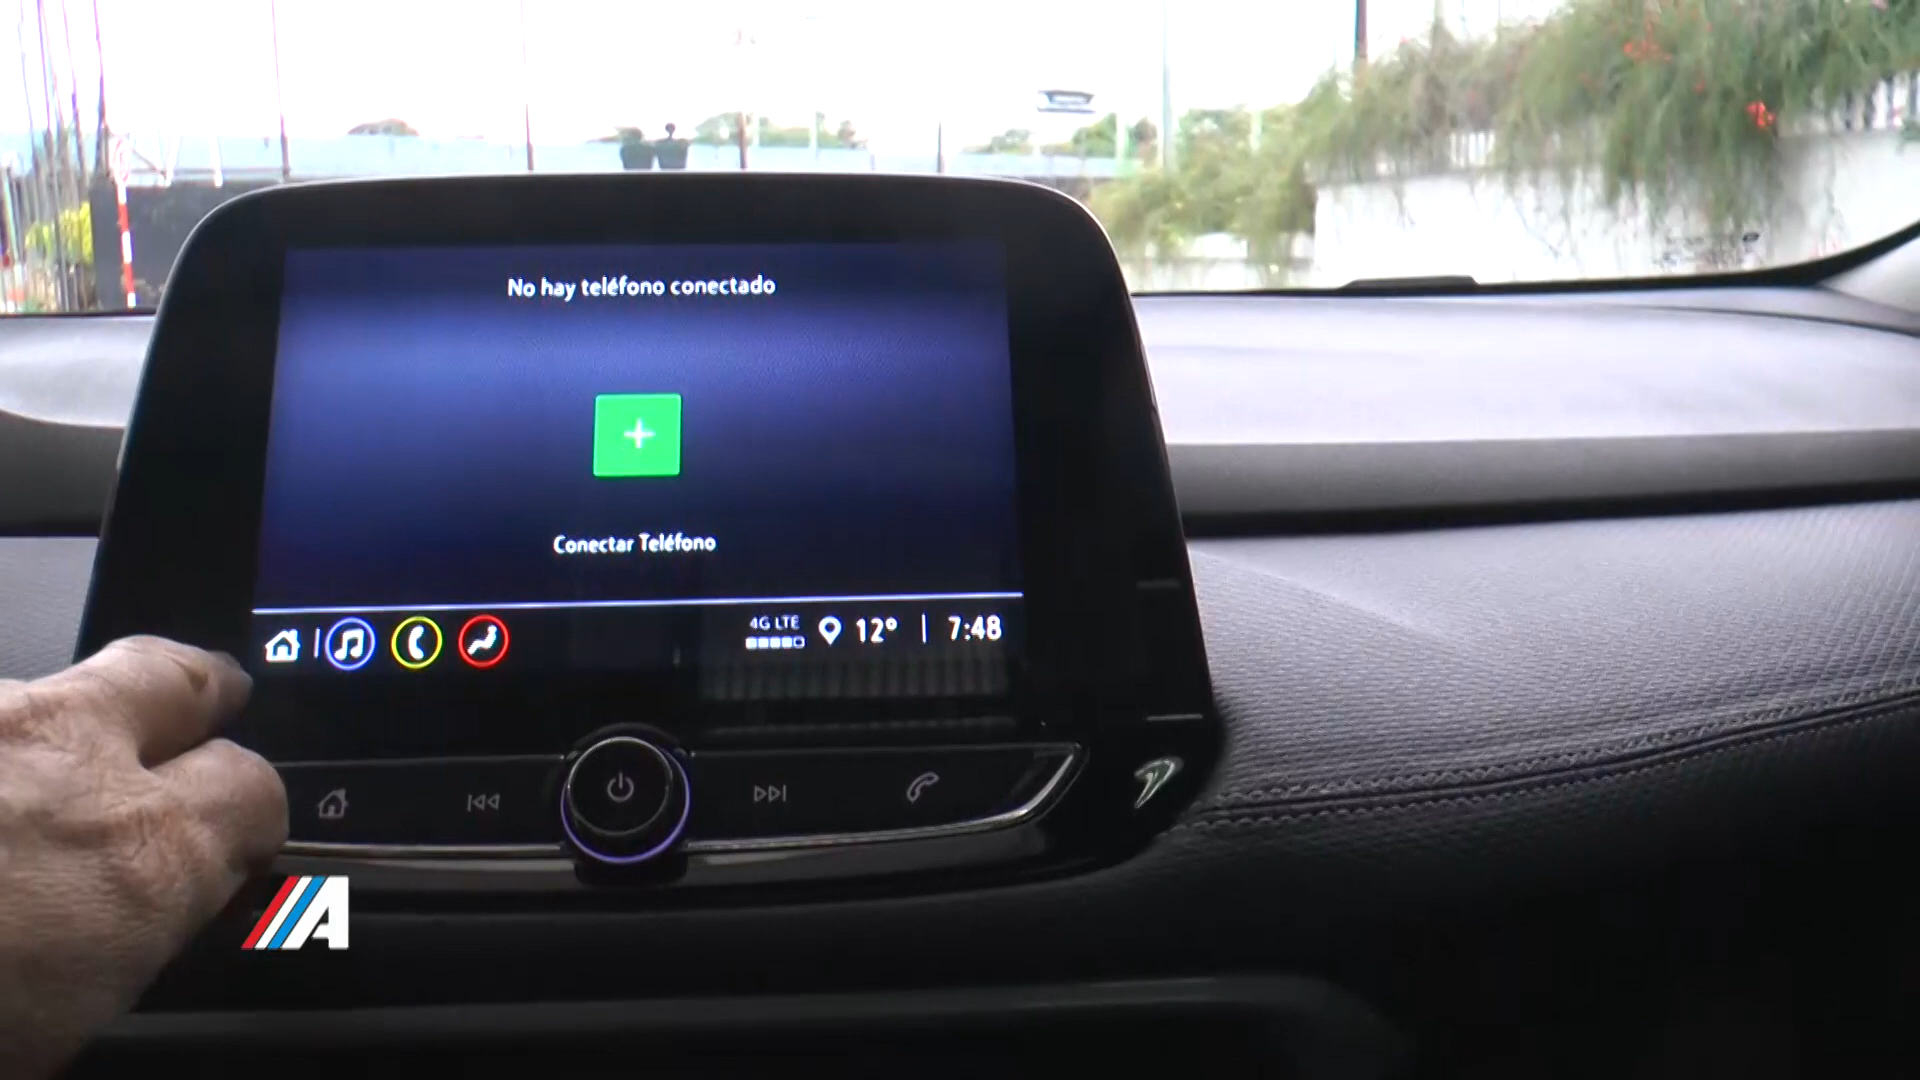 No hay teléfono conectado
Conectar Teléfono
4G LTE
12° | 7:48
A